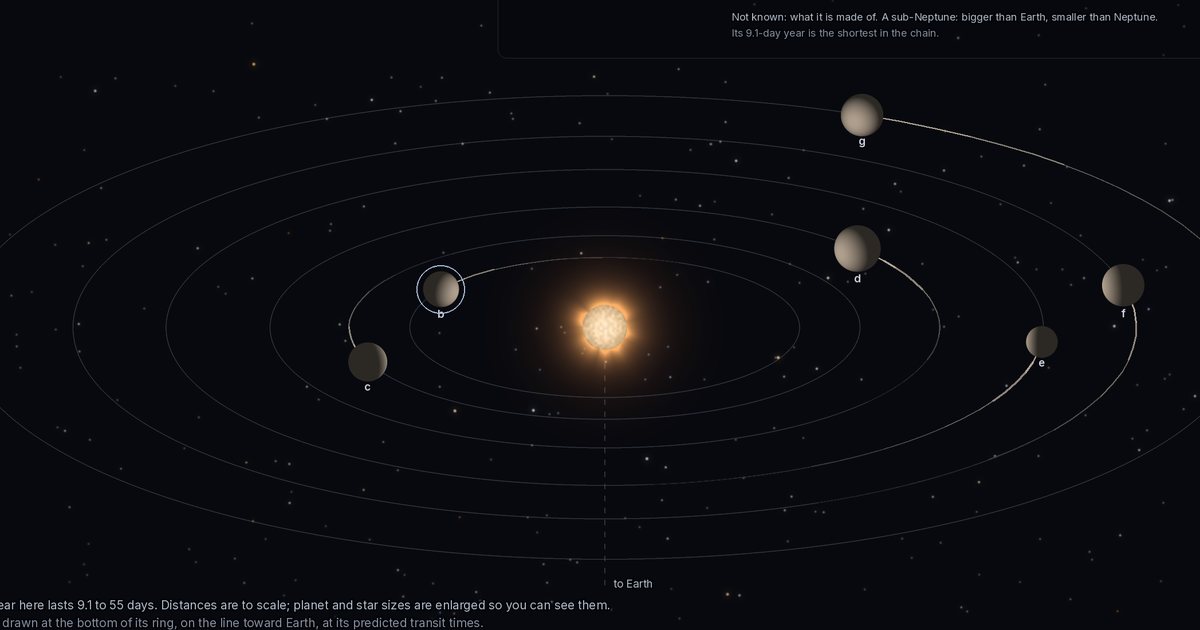 Not known: what it is made of. A sub-Neptune: bigger than Earth, smaller than Neptune.
Its 9.1-day year is the shortest in the chain.
g
d
b
f
e
c
to Earth
ear here lasts 9.1 to 55 days. Distances are to scale; planet and star sizes are enlarged so you can see them.
drawn at the bottom of its ring, on the line toward Earth, at its predicted transit times.